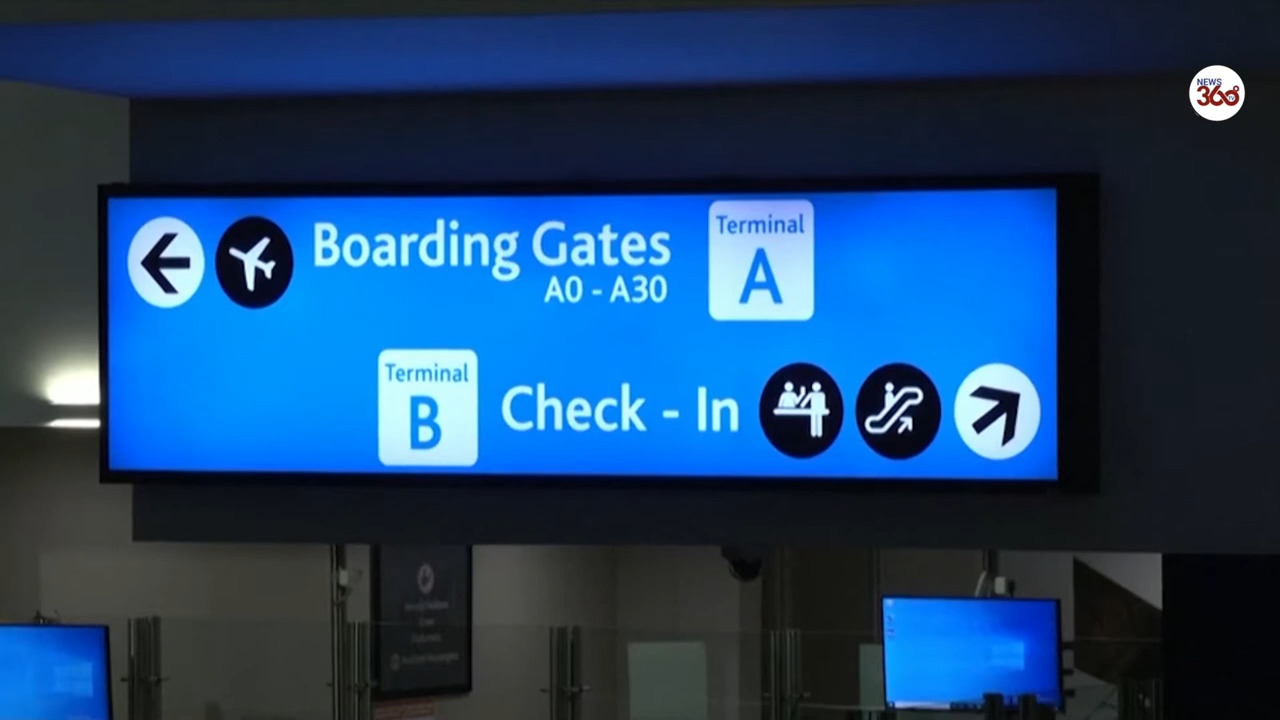 NEWS
360
Boarding Gates
A0 - A30
Terminal
A
Terminal
B
Check - In